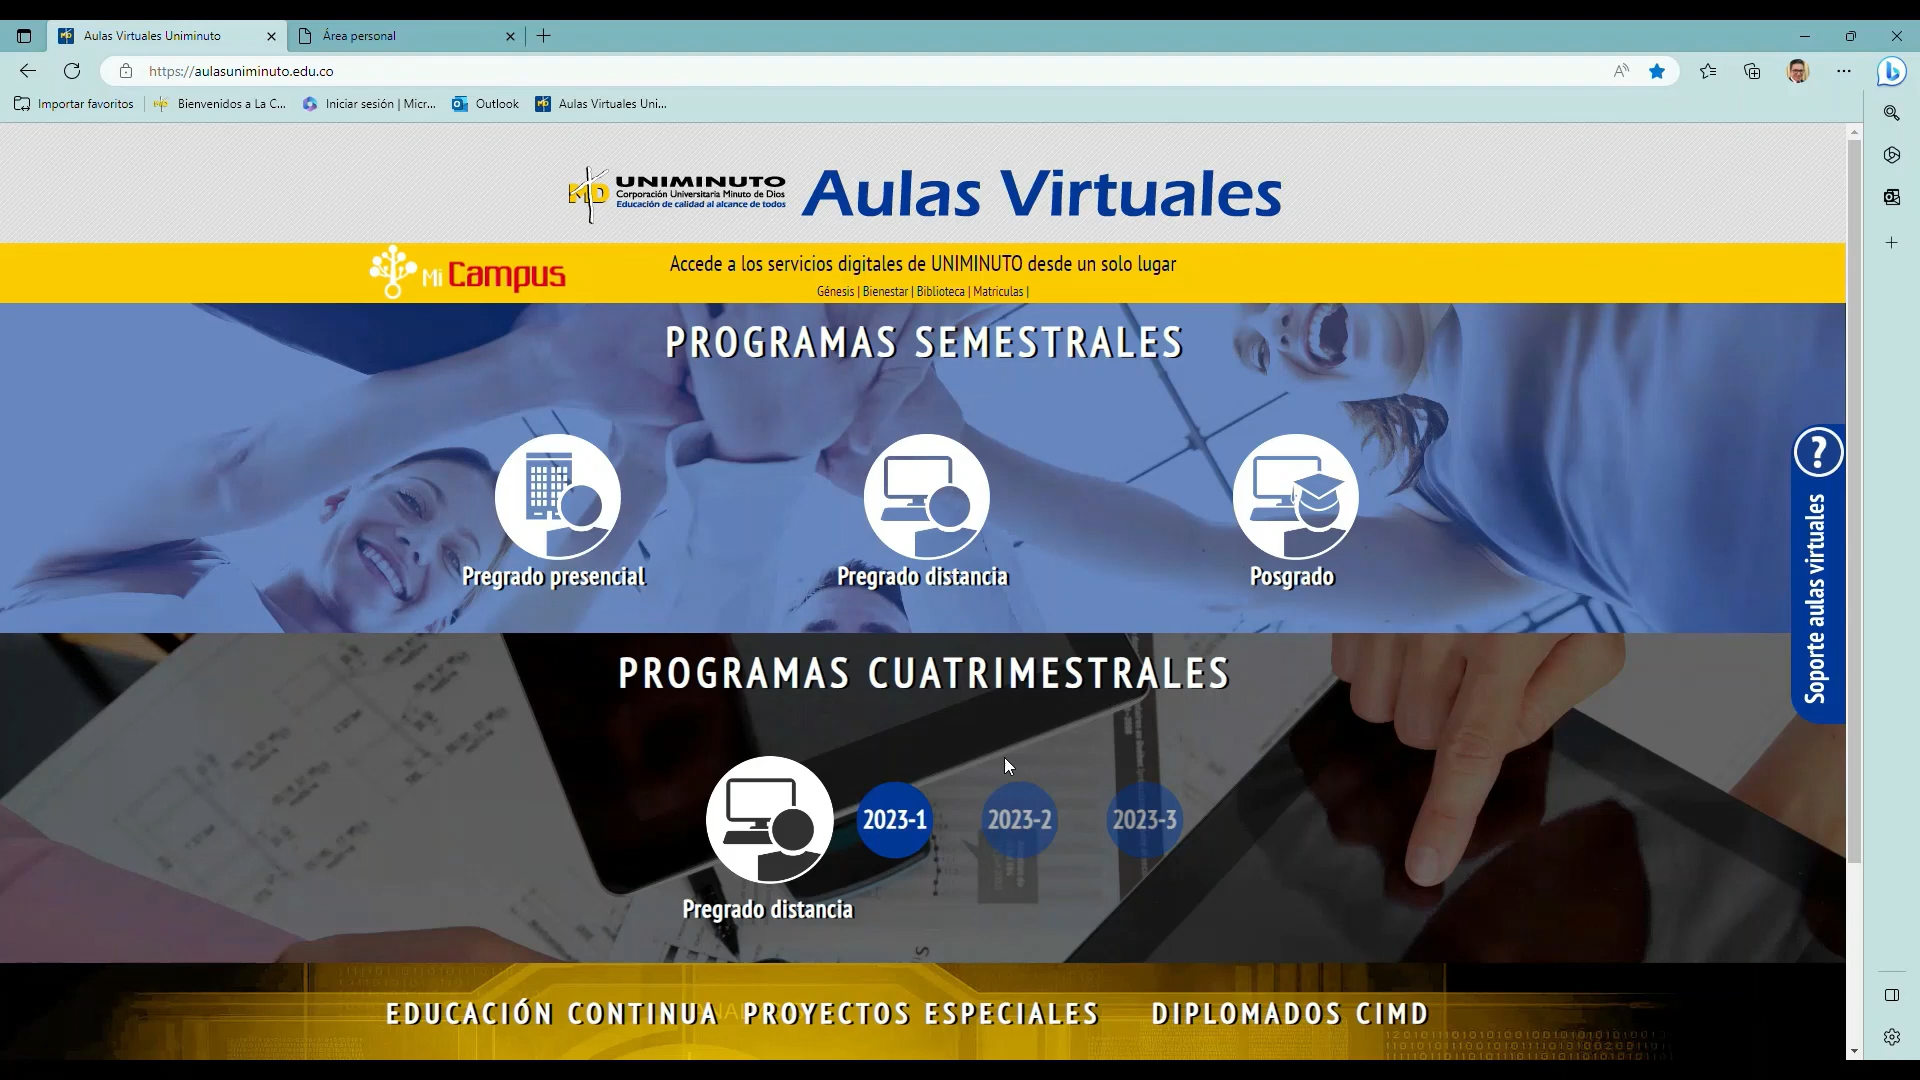 Aulas Virtuales Uniminuto
Área personal
https://aulasuniminuto.edu.co
Importar favoritos
Bienvenidos a La C...
Iniciar sesión | Micr...
Outlook
Aulas Virtuales Uni...
UNIMINUTO
Corporación Universitaria Minuto de Dios
Educación de calidad al alcance de todos
Aulas Virtuales
Mi Campus
Accede a los servicios digitales de UNIMINUTO desde un solo lugar
Génesis | Bienestar | Biblioteca | Matriculas |
PROGRAMAS SEMESTRALES
Pregrado presencial
Pregrado distancia
Posgrado
? Soporte aulas virtuales
PROGRAMAS CUATRIMESTRALES
2023-1
2023-2
2023-3
Pregrado distancia
EDUCACIÓN CONTINUA
PROYECTOS ESPECIALES
DIPLOMADOS CIMD